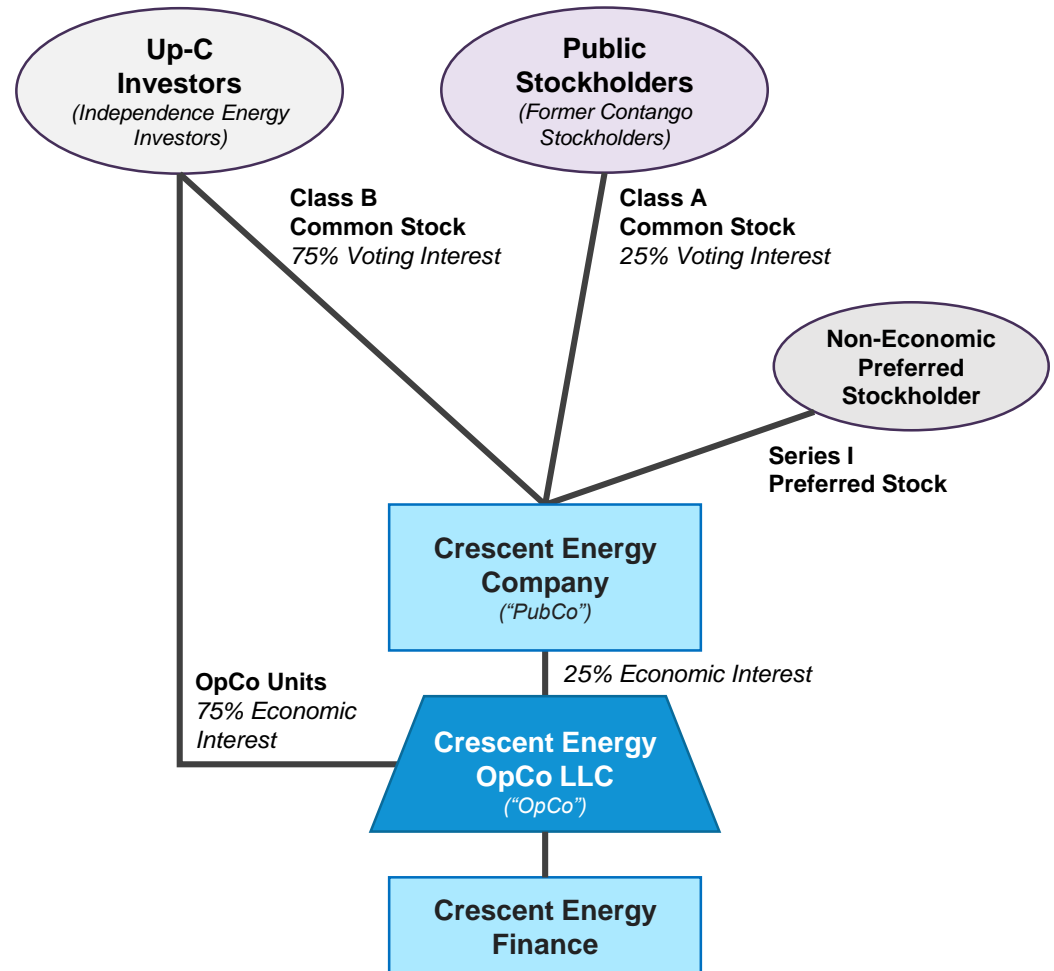 Up-C
Investors
(Independence Energy
Investors)
Public
Stockholders
(Former Contango
Stockholders)
Class B
Common Stock
75% Voting Interest
Class A
Common Stock
25% Voting Interest
Non-Economic
Preferred
Stockholder
Series I
Preferred Stock
Crescent Energy
Company
(“PubCo”)
25% Economic Interest
OpCo Units
75% Economic
Interest
Crescent Energy
OpCo LLC
(“OpCo”)
Crescent Energy
Finance